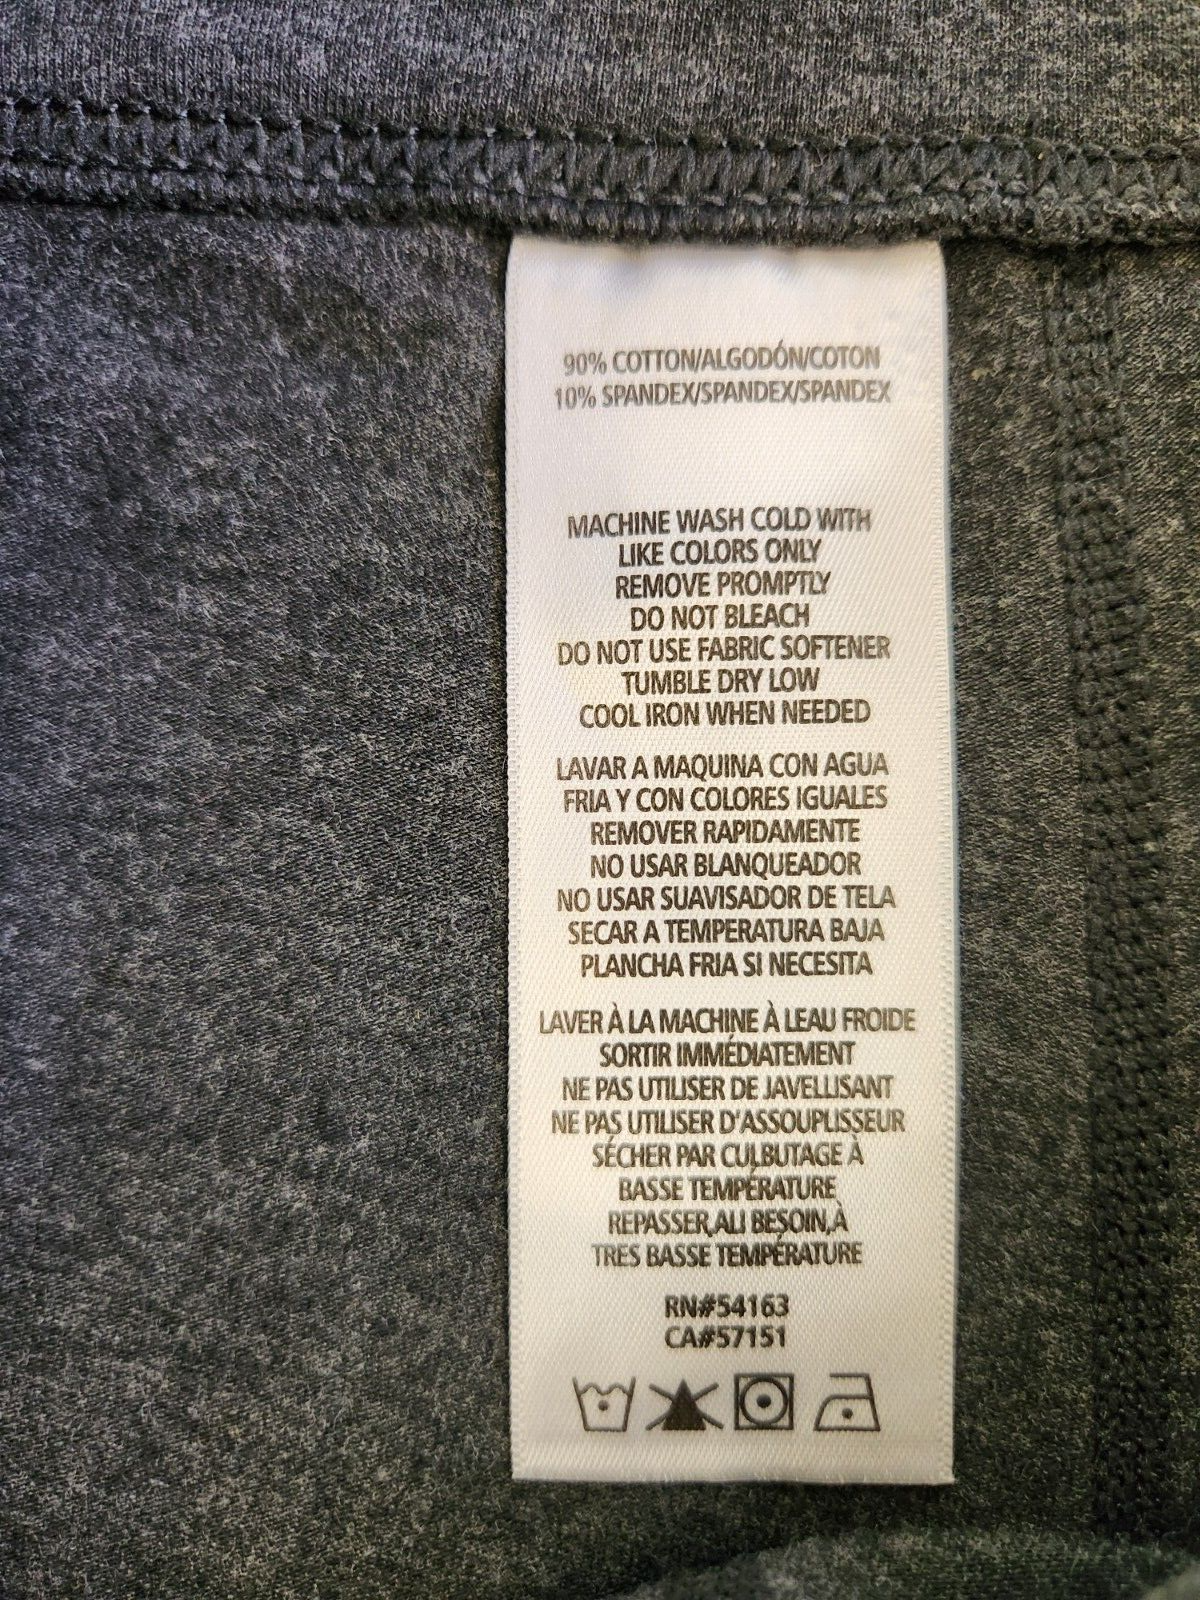 90% COTTON/ALGODÓN/COTON
10% SPANDEX/SPANDEX/SPANDEX
MACHINE WASH COLD WITH
LIKE COLORS ONLY
REMOVE PROMPTLY
DO NOT BLEACH
DO NOT USE FABRIC SOFTENER
TUMBLE DRY LOW
COOL IRON WHEN NEEDED
LAVAR A MAQUINA CON AGUA
FRIA Y CON COLORES IGUALES
REMOVER RAPIDAMENTE
NO USAR BLANQUEADOR
NO USAR SUAVISADOR DE TELA
SECAR A TEMPERATURA BAJA
PLANCHA FRIA SI NECESITA
LAVER À LA MACHINE À LEAU FROIDE
SORTIR IMMÉDIATEMENT
NE PAS UTILISER DE JAVELLISANT
NE PAS UTILISER D'ASSOUPLISSEUR
SÉCHER PAR CULBUTAGE À
BASSE TEMPÉRATURE
REPASSER,ALI BESOIN,À
TRES BASSE TEMPÉRATURE
RN#54163
CA#57151